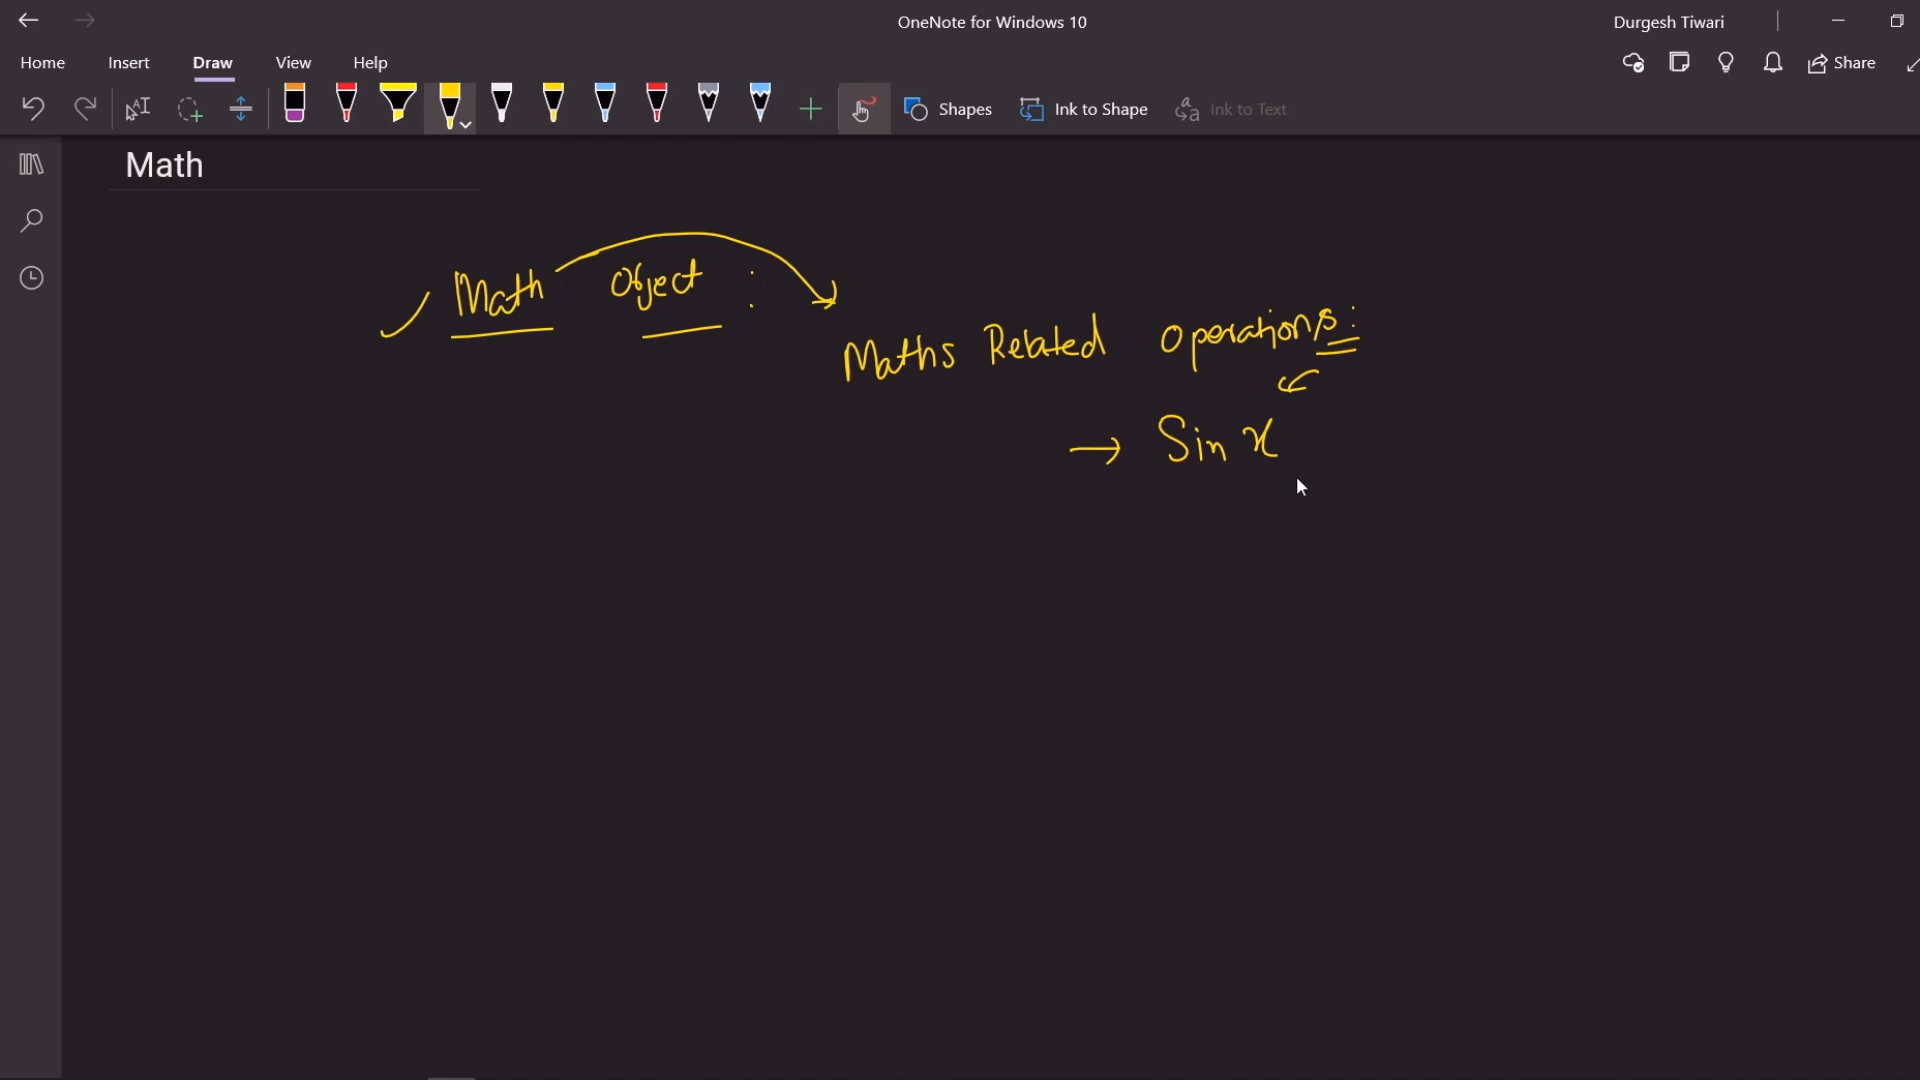 OneNote for Windows 10
Durgesh Tiwari
Home Insert Draw View Help
Share
Shapes Ink to Shape Ink to Text
Math
Math Object :
Maths Related Operations :
→ Sin x